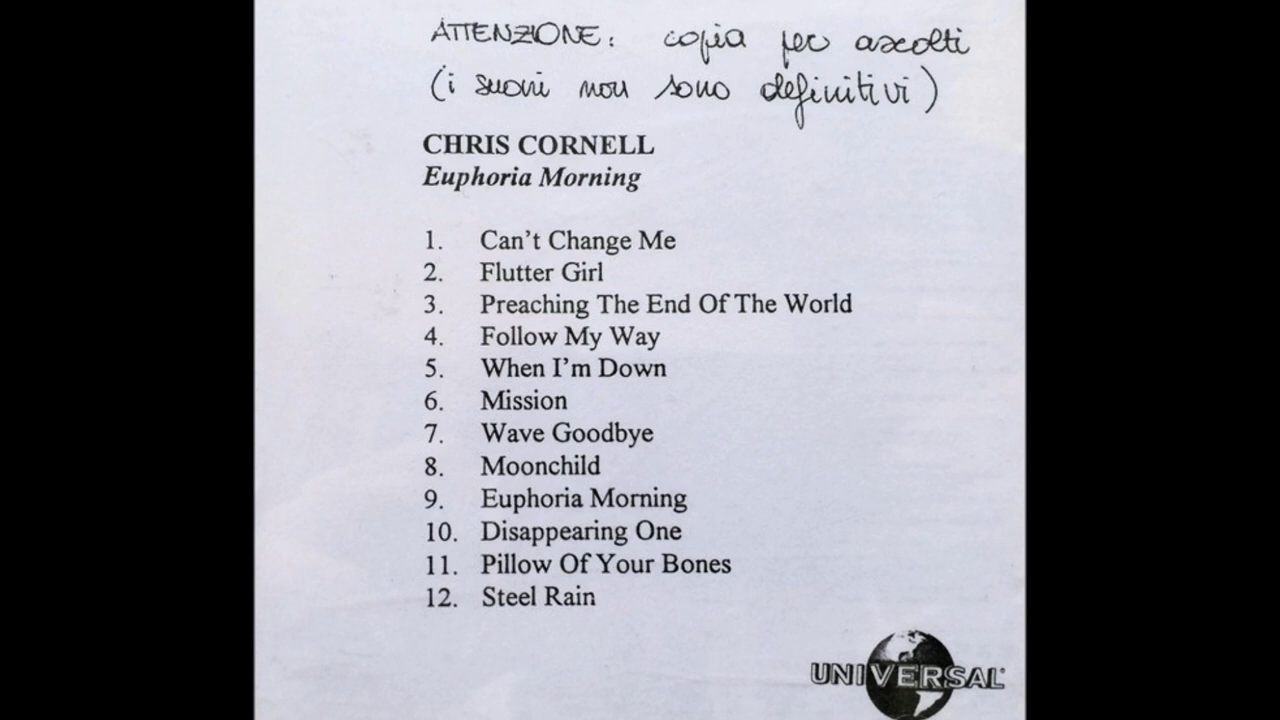 ATTENZIONE: copia per ascolti
(i suoni non sono definitivi)
CHRIS CORNELL
Euphoria Morning
1. Can't Change Me
2. Flutter Girl
3. Preaching The End Of The World
4. Follow My Way
5. When I'm Down
6. Mission
7. Wave Goodbye
8. Moonchild
9. Euphoria Morning
10. Disappearing One
11. Pillow Of Your Bones
12. Steel Rain
UNIVERSAL